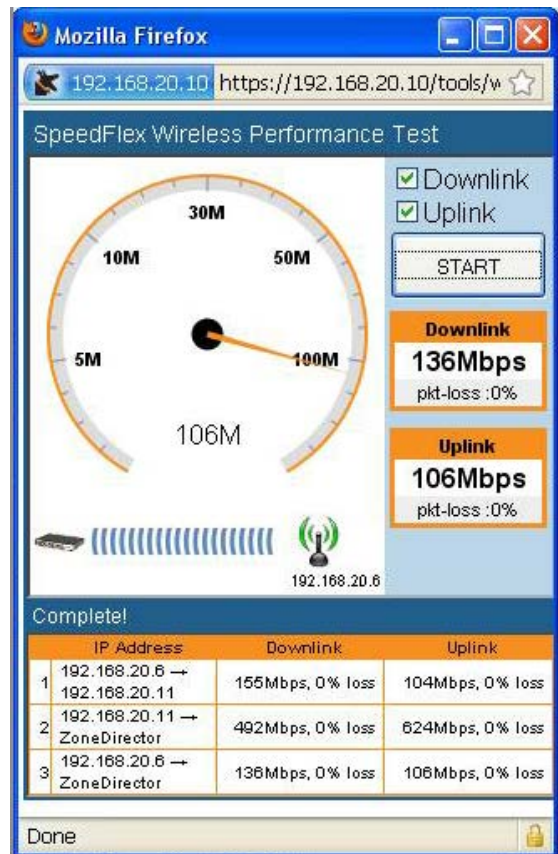 Mozilla Firefox
192.168.20.10 https://192.168.20.10/tools/w
SpeedFlex Wireless Performance Test
30M
10M
50M
5M
100M
106M
192.168.20.6
Downlink
Uplink
START
Downlink
136Mbps
pkt-loss :0%
Uplink
106Mbps
pkt-loss :0%
Complete!
IP Address Downlink Uplink
1 192.168.20.6 → 192.168.20.11 155Mbps, 0% loss 104Mbps, 0% loss
2 192.168.20.11 → ZoneDirector 492Mbps, 0% loss 624Mbps, 0% loss
3 192.168.20.6 → ZoneDirector 136Mbps, 0% loss 106Mbps, 0% loss
Done